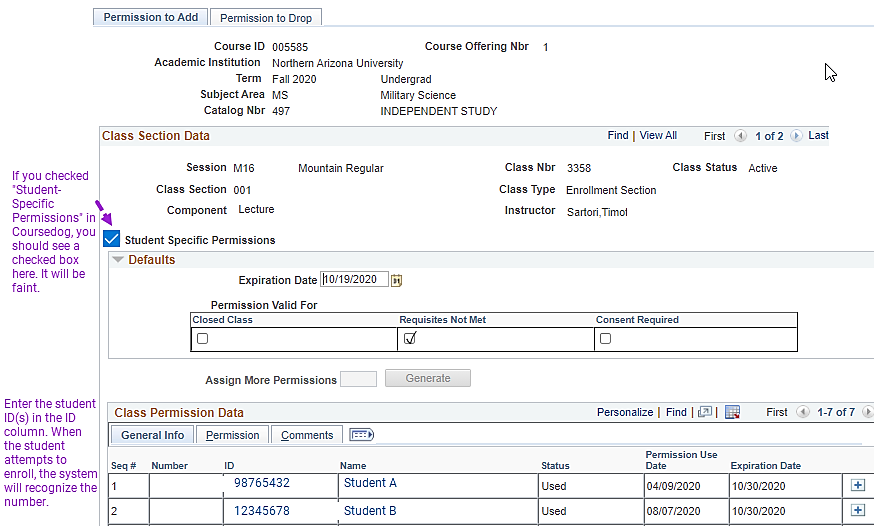 Permission to Add Permission to Drop
Course ID 005585 Course Offering Nbr 1
Academic Institution Northern Arizona University
Term Fall 2020 Undergrad
Subject Area MS Military Science
Catalog Nbr 497 INDEPENDENT STUDY
Class Section Data Find | View All First 1 of 2 Last
Session M16 Mountain Regular Class Nbr 3358 Class Status Active
Class Section 001 Class Type Enrollment Section
Component Lecture Instructor Sartori,Timot
If you checked
"Student-
Specific
Permissions" in
Coursedog, you
should see a
checked box
here. It will be
faint.
Student Specific Permissions
Defaults
Expiration Date 10/19/2020
Permission Valid For
Closed Class Requisites Not Met Consent Required
Assign More Permissions Generate
Enter the student
ID(s) in the ID
column. When
the student
attempts to
enroll, the system
will recognize the
number.
Class Permission Data Personalize | Find | | First 1-7 of 7
General Info Permission Comments
Seq # Number ID Name Status Permission Use Date Expiration Date
1 98765432 Student A Used 04/09/2020 10/30/2020
2 12345678 Student B Used 08/07/2020 10/30/2020